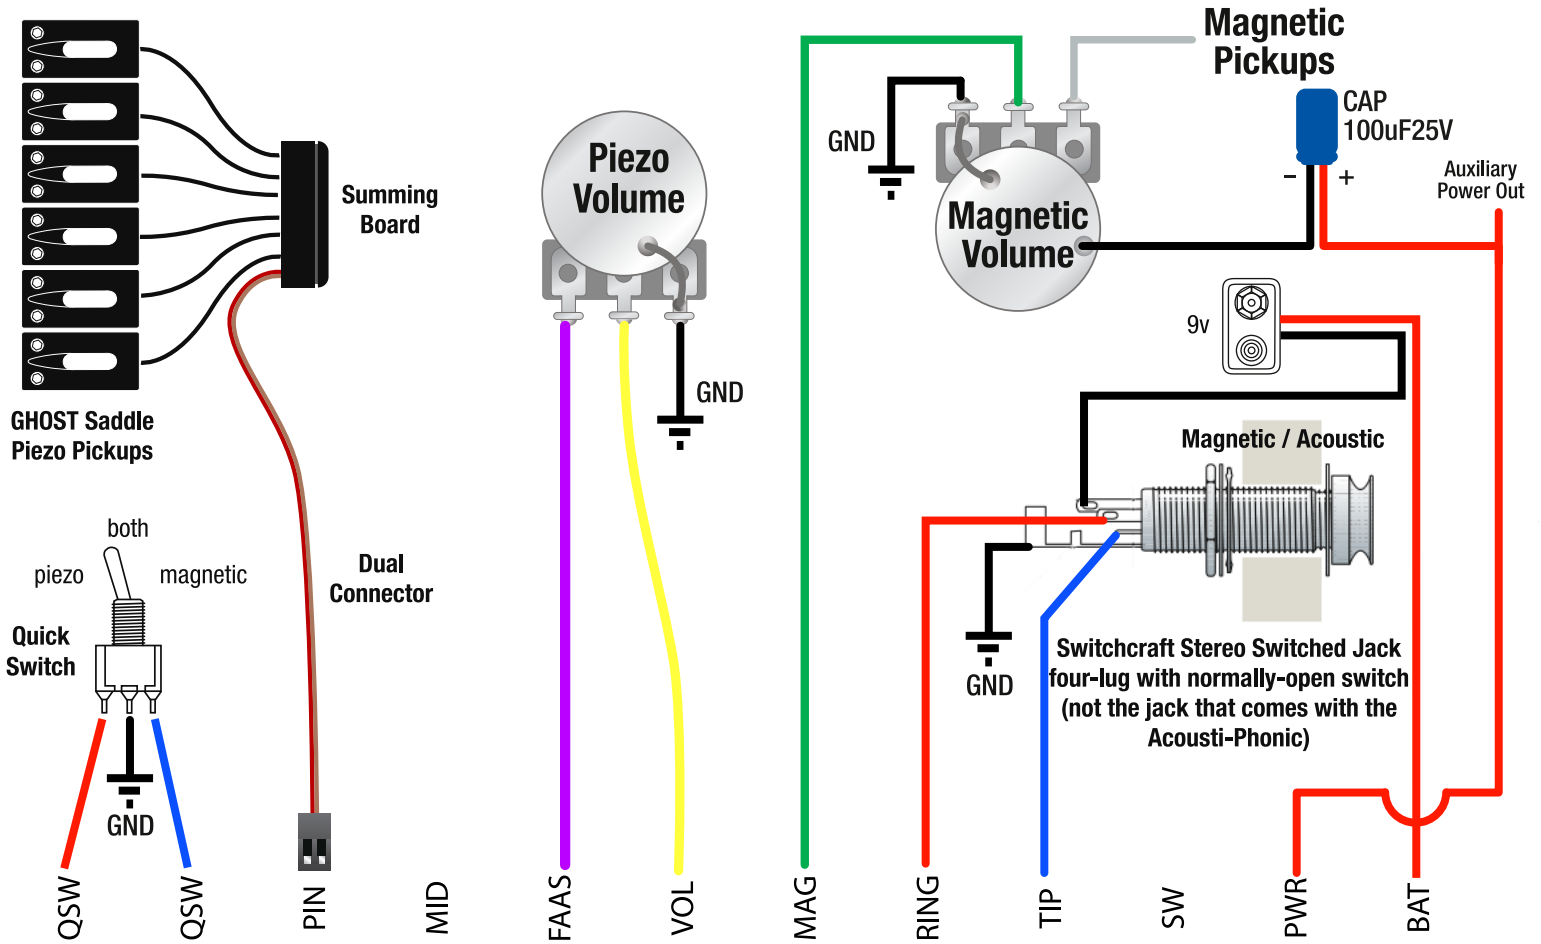 GHOST Saddle
Piezo Pickups
Summing
Board
Dual
Connector
both
piezo
magnetic
Quick
Switch
GND
Piezo
Volume
GND
Magnetic
Pickups
GND
Magnetic
Volume
CAP
100uF25V
−
+
Auxiliary
Power Out
9v
Magnetic / Acoustic
GND
Switchcraft Stereo Switched Jack
four-lug with normally-open switch
(not the jack that comes with the
Acousti-Phonic)
QSW
QSW
PIN
MID
FAAS
VOL
MAG
RING
TIP
SW
PWR
BAT